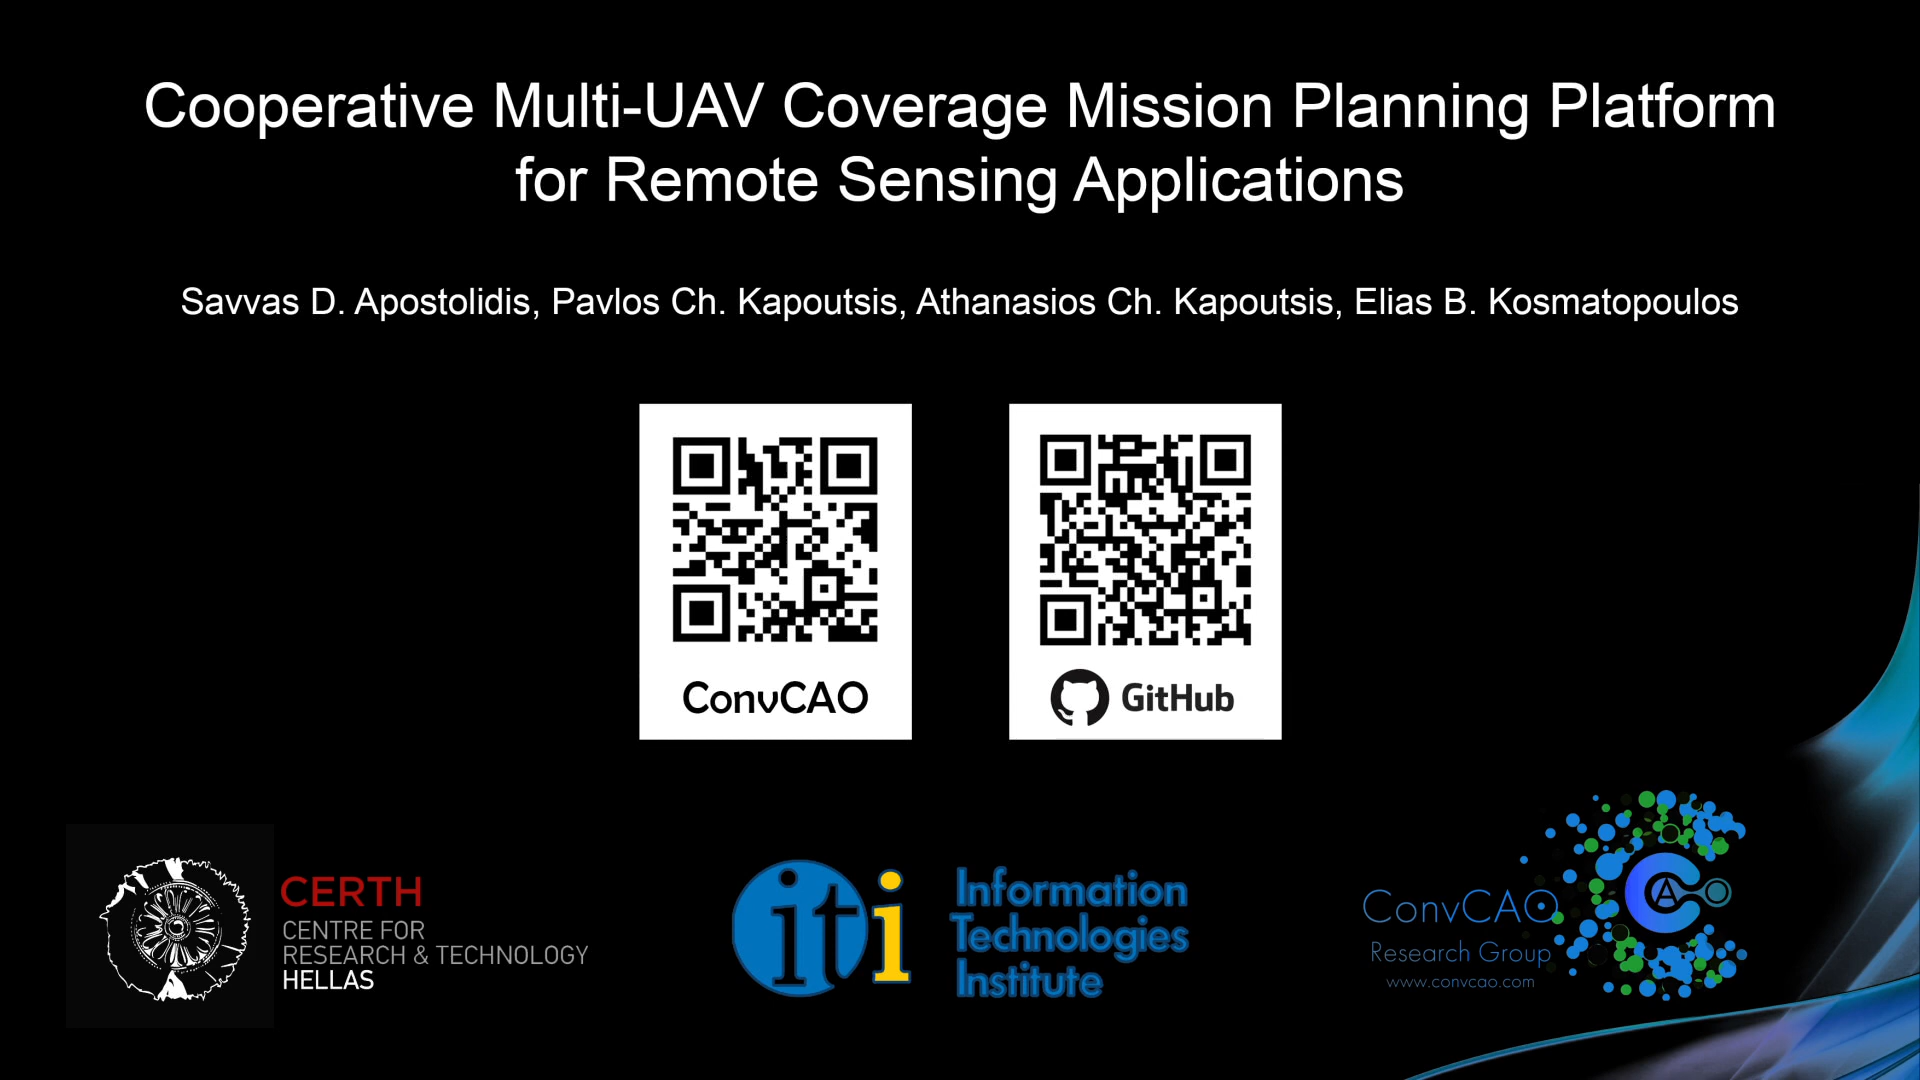 Cooperative Multi-UAV Coverage Mission Planning Platform
for Remote Sensing Applications
Savvas D. Apostolidis, Pavlos Ch. Kapoutsis, Athanasios Ch. Kapoutsis, Elias B. Kosmatopoulos
ConvCAO
GitHub
CERTH
CENTRE FOR
RESEARCH & TECHNOLOGY
HELLAS
iti
Information
Technologies
Institute
ConvCAO
Research Group
www.convcao.com
CAO